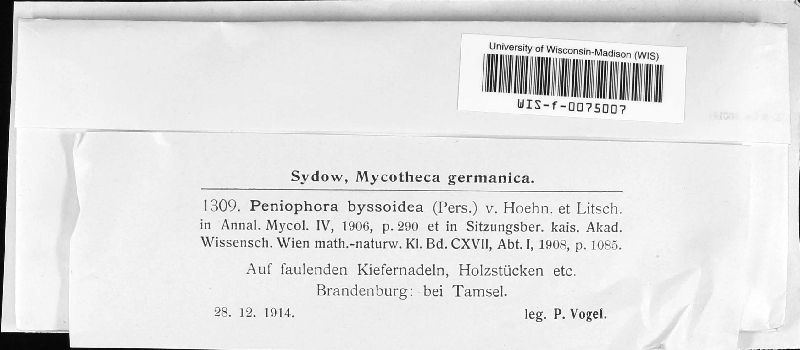 University of Wisconsin-Madison (WIS)
WIS-f-0075007
Sydow, Mycotheca germanica.
1309. Peniophora byssoidea (Pers.) v. Hoehn. et Litsch.
in Annal. Mycol. IV, 1906, p. 290 et in Sitzungsber. kais. Akad.
Wissensch. Wien math.-naturw. Kl. Bd. CXVII, Abt. I, 1908, p. 1085.
Auf faulenden Kiefernadeln, Holzstücken etc.
Brandenburg: bei Tamsel.
28. 12. 1914. leg. P. Vogel.